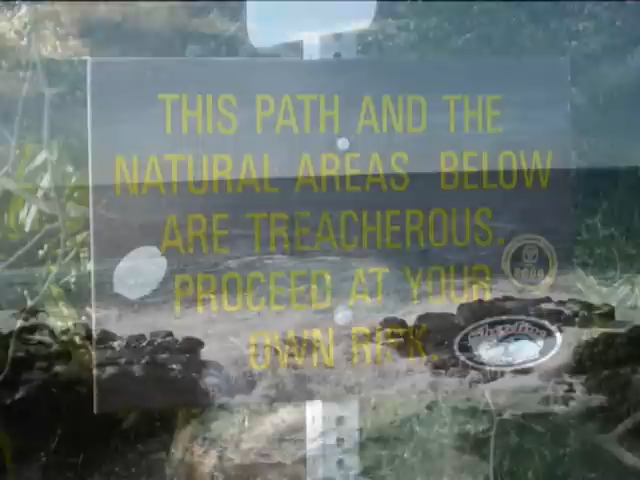 THIS PATH AND THE
NATURAL AREAS BELOW
ARE TREACHEROUS.
PROCEED AT YOUR
OWN RISK.